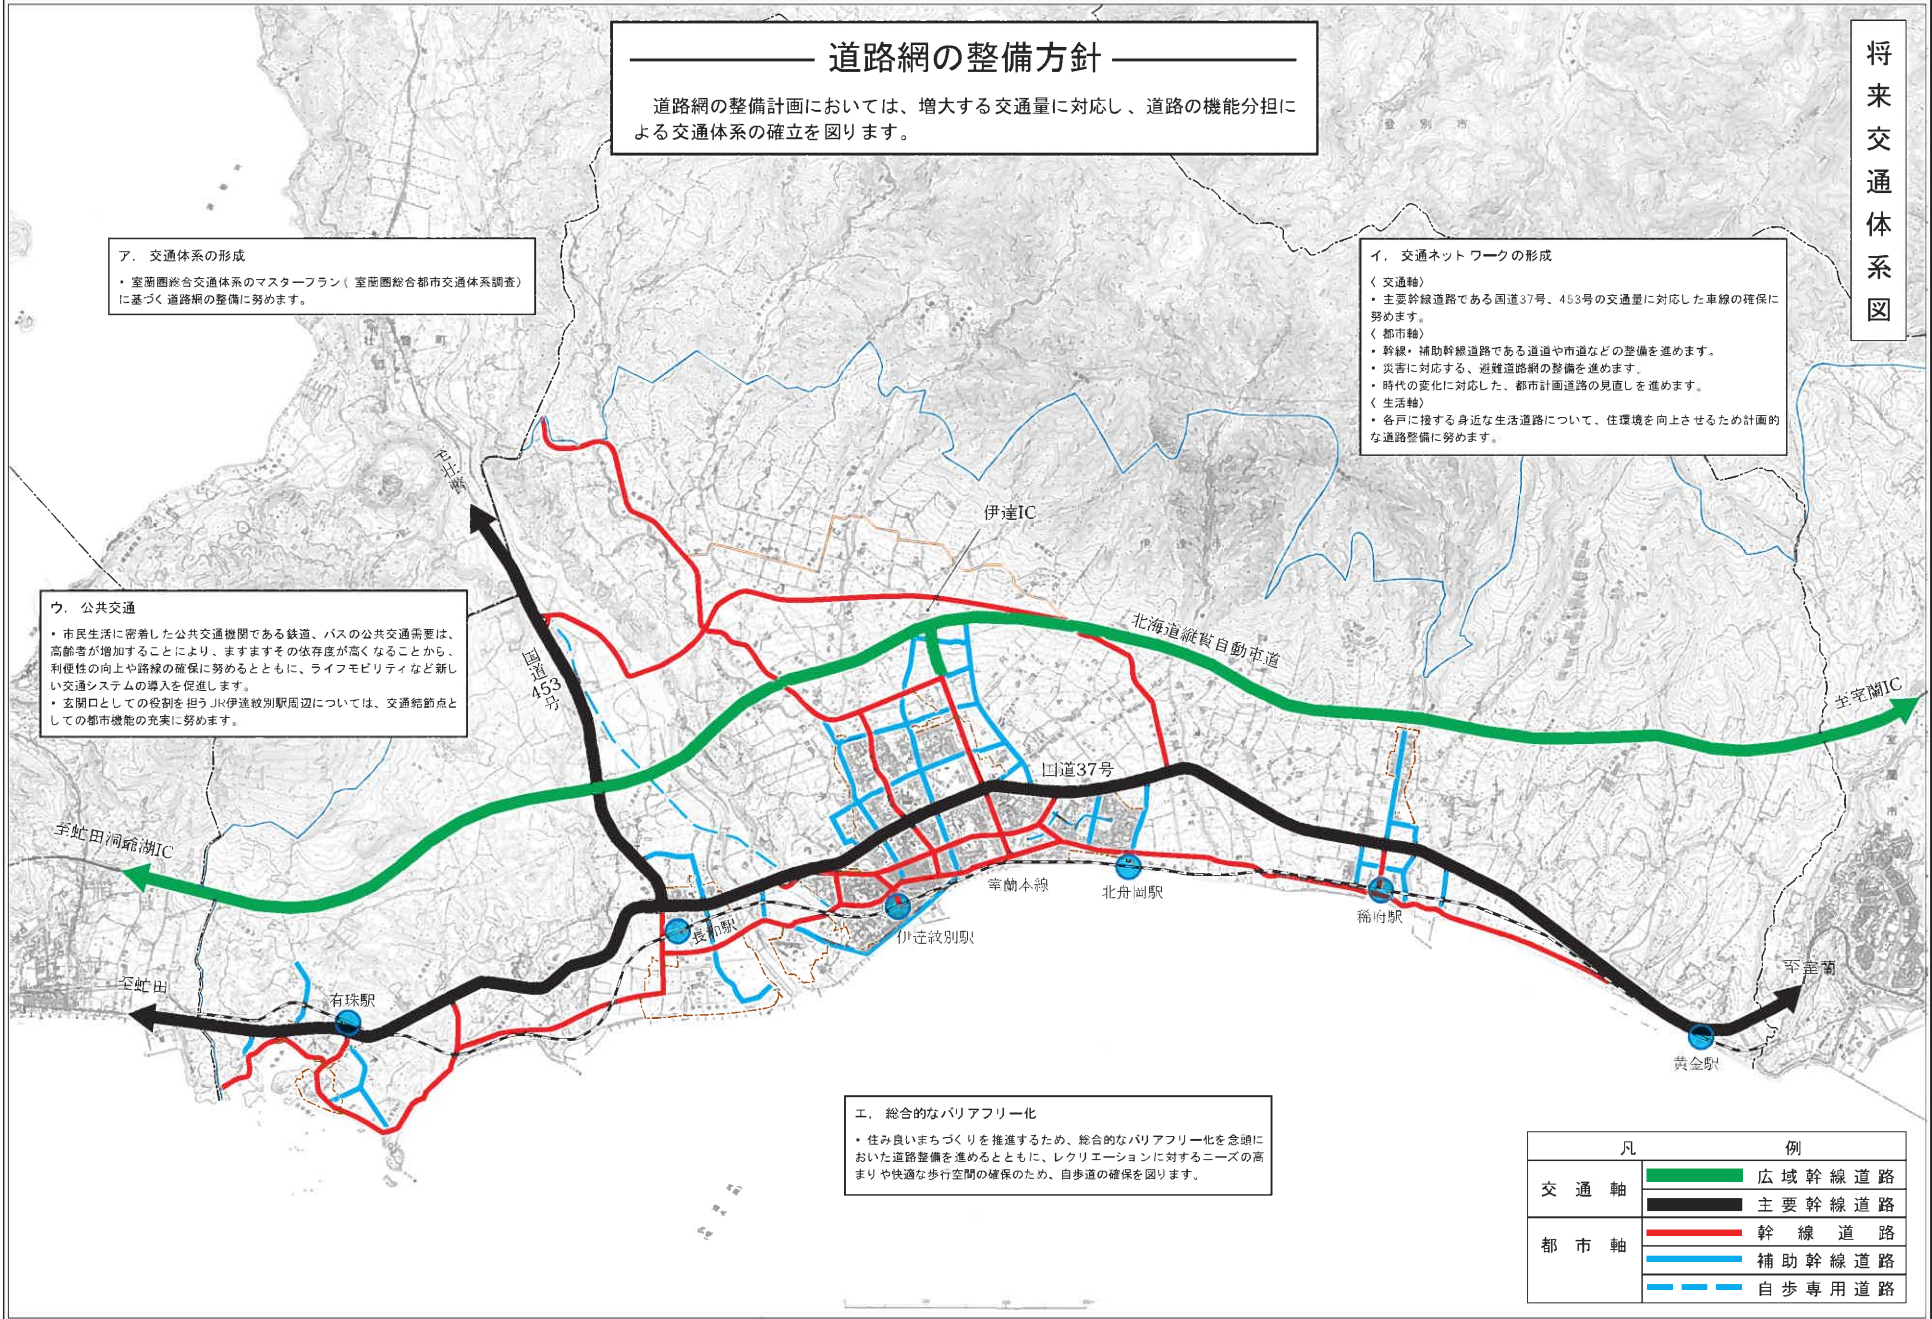 道路網の整備方針
道路網の整備計画においては、増大する交通量に対応し、道路の機能分担に
よる交通体系の確立を図ります。
将来交通体系図
登別市
ア. 交通体系の形成
・室蘭圏総合交通体系のマスタープラン(室蘭圏総合都市交通体系調査)
に基づく道路網の整備に努めます。
イ. 交通ネットワークの形成
〈交通軸〉
・主要幹線道路である国道37号、453号の交通量に対応した車線の確保に
努めます。
〈都市軸〉
・幹線・補助幹線道路である道道や市道などの整備を進めます。
・災害に対応する、避難道路網の整備を進めます。
・時代の変化に対応した、都市計画道路の見直しを進めます。
〈生活軸〉
・各戸に接する身近な生活道路について、住環境を向上させるため計画的
な道路整備に努めます。
壮瞥町
至壮瞥
伊達IC
ウ. 公共交通
・市民生活に密着した公共交通機関である鉄道、バスの公共交通需要は、
高齢者が増加することにより、ますますその依存度が高くなることから、
利便性の向上や路線の確保に努めるとともに、ライフモビリティなど新し
い交通システムの導入を促進します。
・玄関口としての役割を担うJR伊達紋別駅周辺については、交通結節点と
しての都市機能の充実に努めます。
国道453号
北海道縦貫自動車道
至室蘭IC
国道37号
室蘭市
至虻田洞爺湖IC
室蘭本線
北舟岡駅
稀府駅
長和駅
伊達紋別駅
至虻田
有珠駅
至室蘭
黄金駅
エ. 総合的なバリアフリー化
・住み良いまちづくりを推進するため、総合的なバリアフリー化を念頭に
おいた道路整備を進めるとともに、レクリエーションに対するニーズの高
まりや快適な歩行空間の確保のため、自歩道の確保を図ります。
凡例
交通軸
広域幹線道路
主要幹線道路
都市軸
幹線道路
補助幹線道路
自歩専用道路